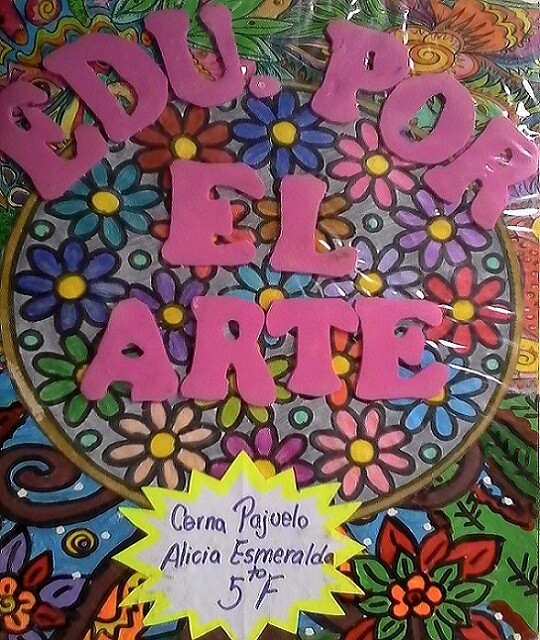 EDU. POR
EL
ARTE
Cerna Pajuelo
Alicia Esmeralda
5to F